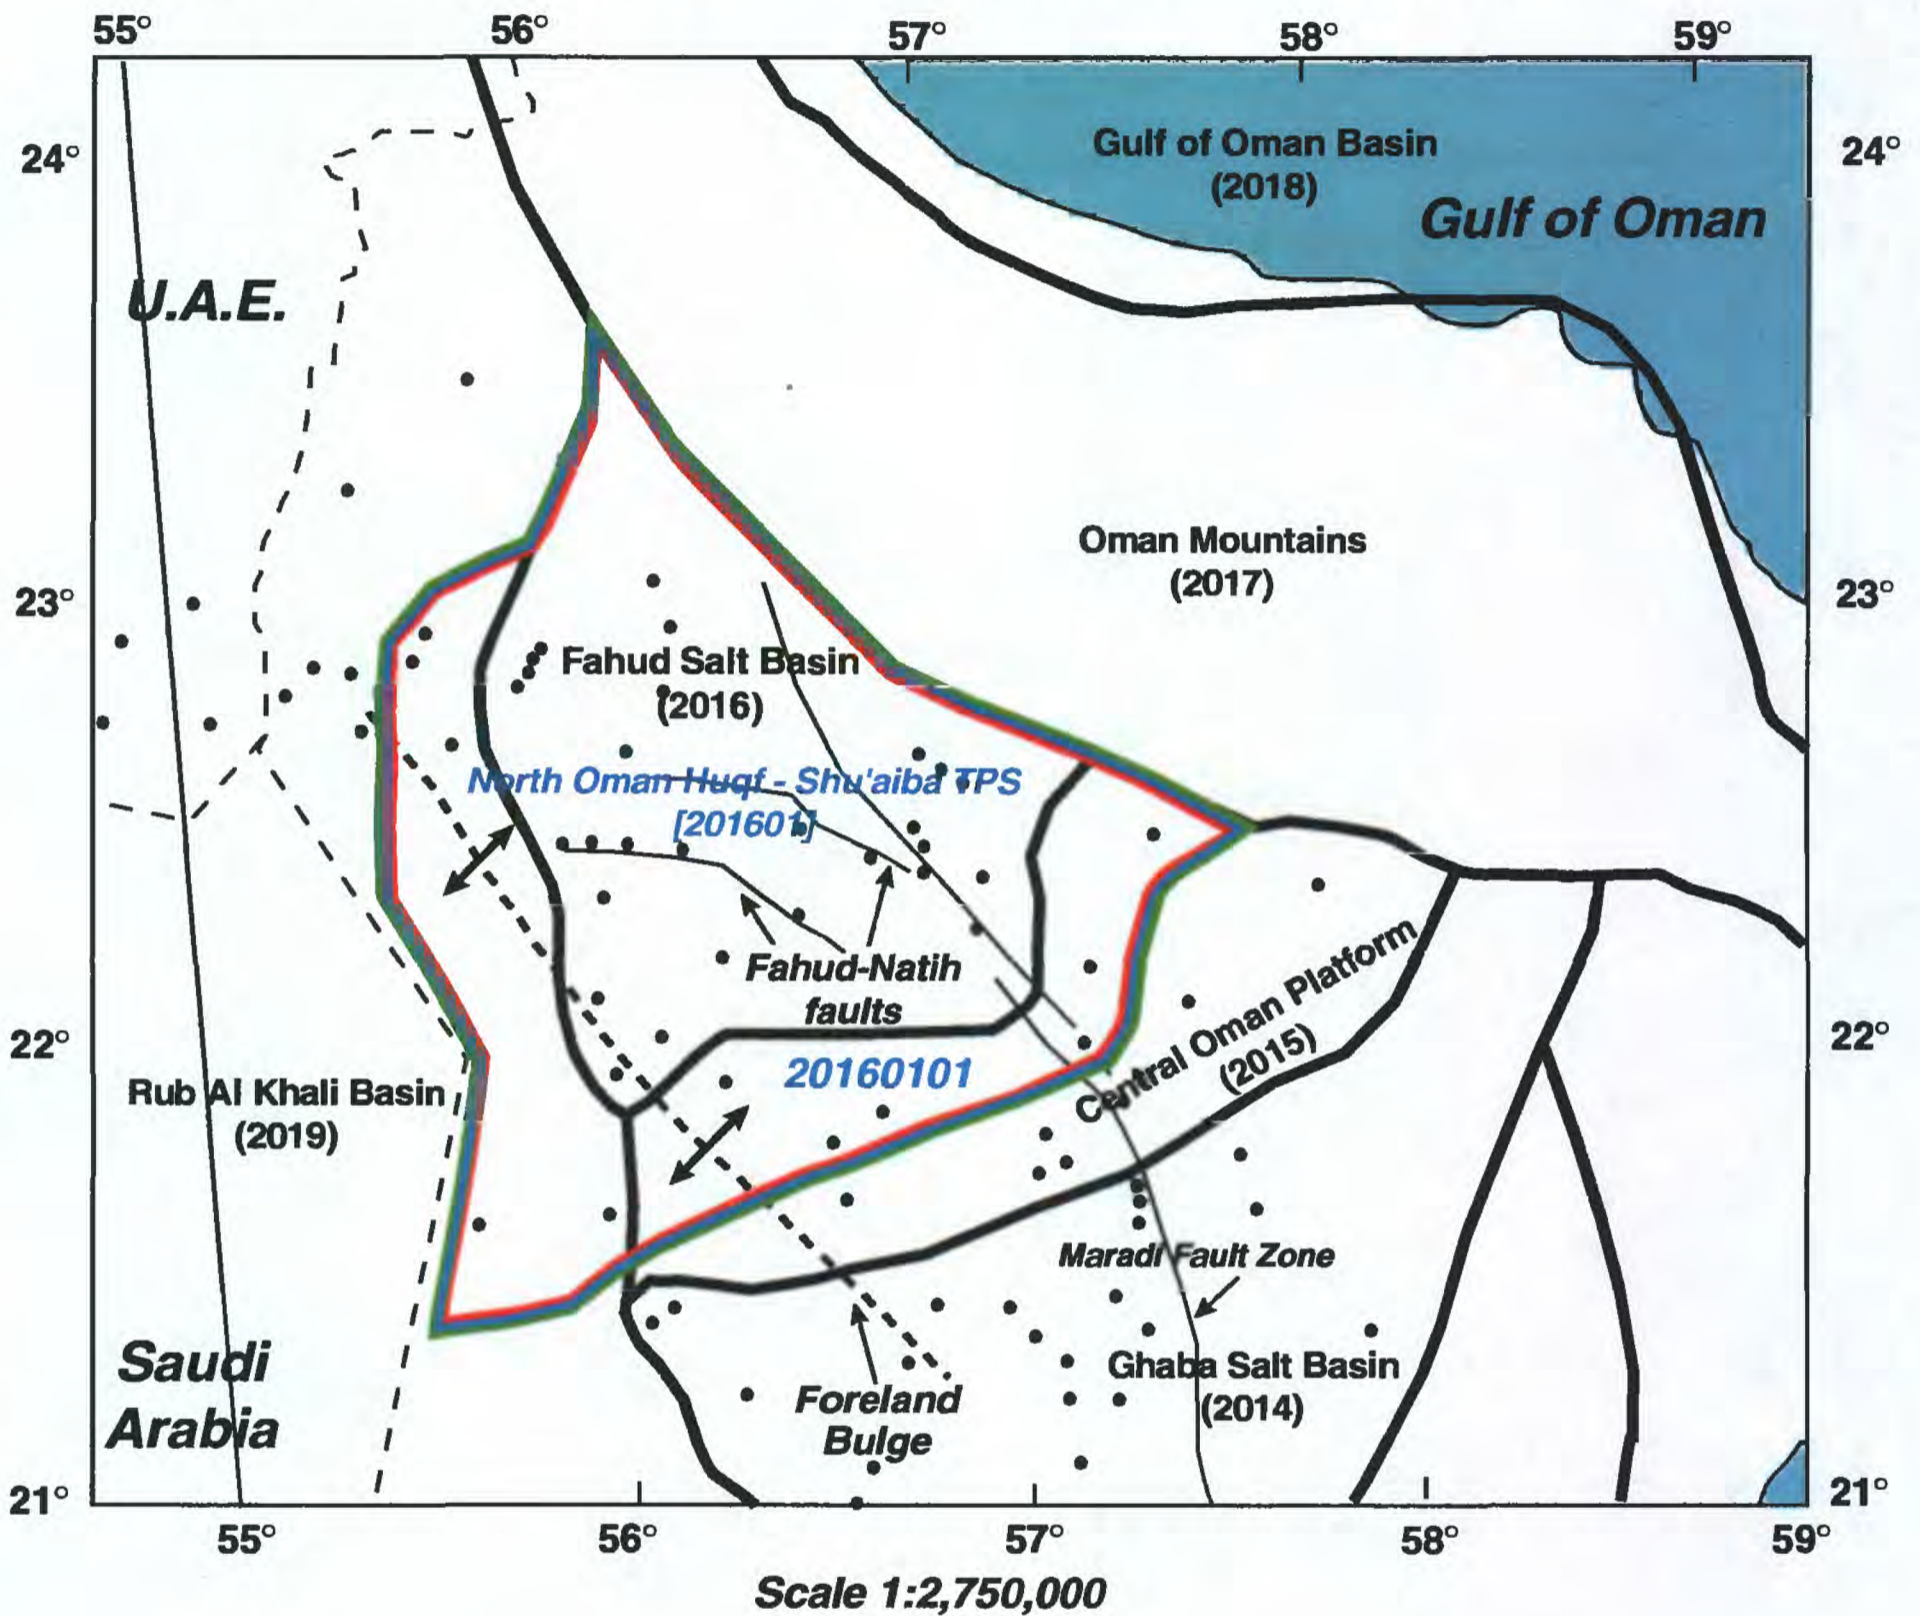 55°
56°
57°
58°
59°
24°
24°
Gulf of Oman Basin
(2018)
Gulf of Oman
U.A.E.
Oman Mountains
(2017)
23°
23°
Fahud Salt Basin
(2016)
North Oman Huqf - Shu'aiba TPS
[201601]
Fahud-Natih
faults
Central Oman Platform
(2015)
22°
22°
20160101
Rub Al Khali Basin
(2019)
Maradi Fault Zone
Saudi
Arabia
Ghaba Salt Basin
(2014)
Foreland
Bulge
21°
21°
55°
56°
57°
58°
59°
Scale 1:2,750,000